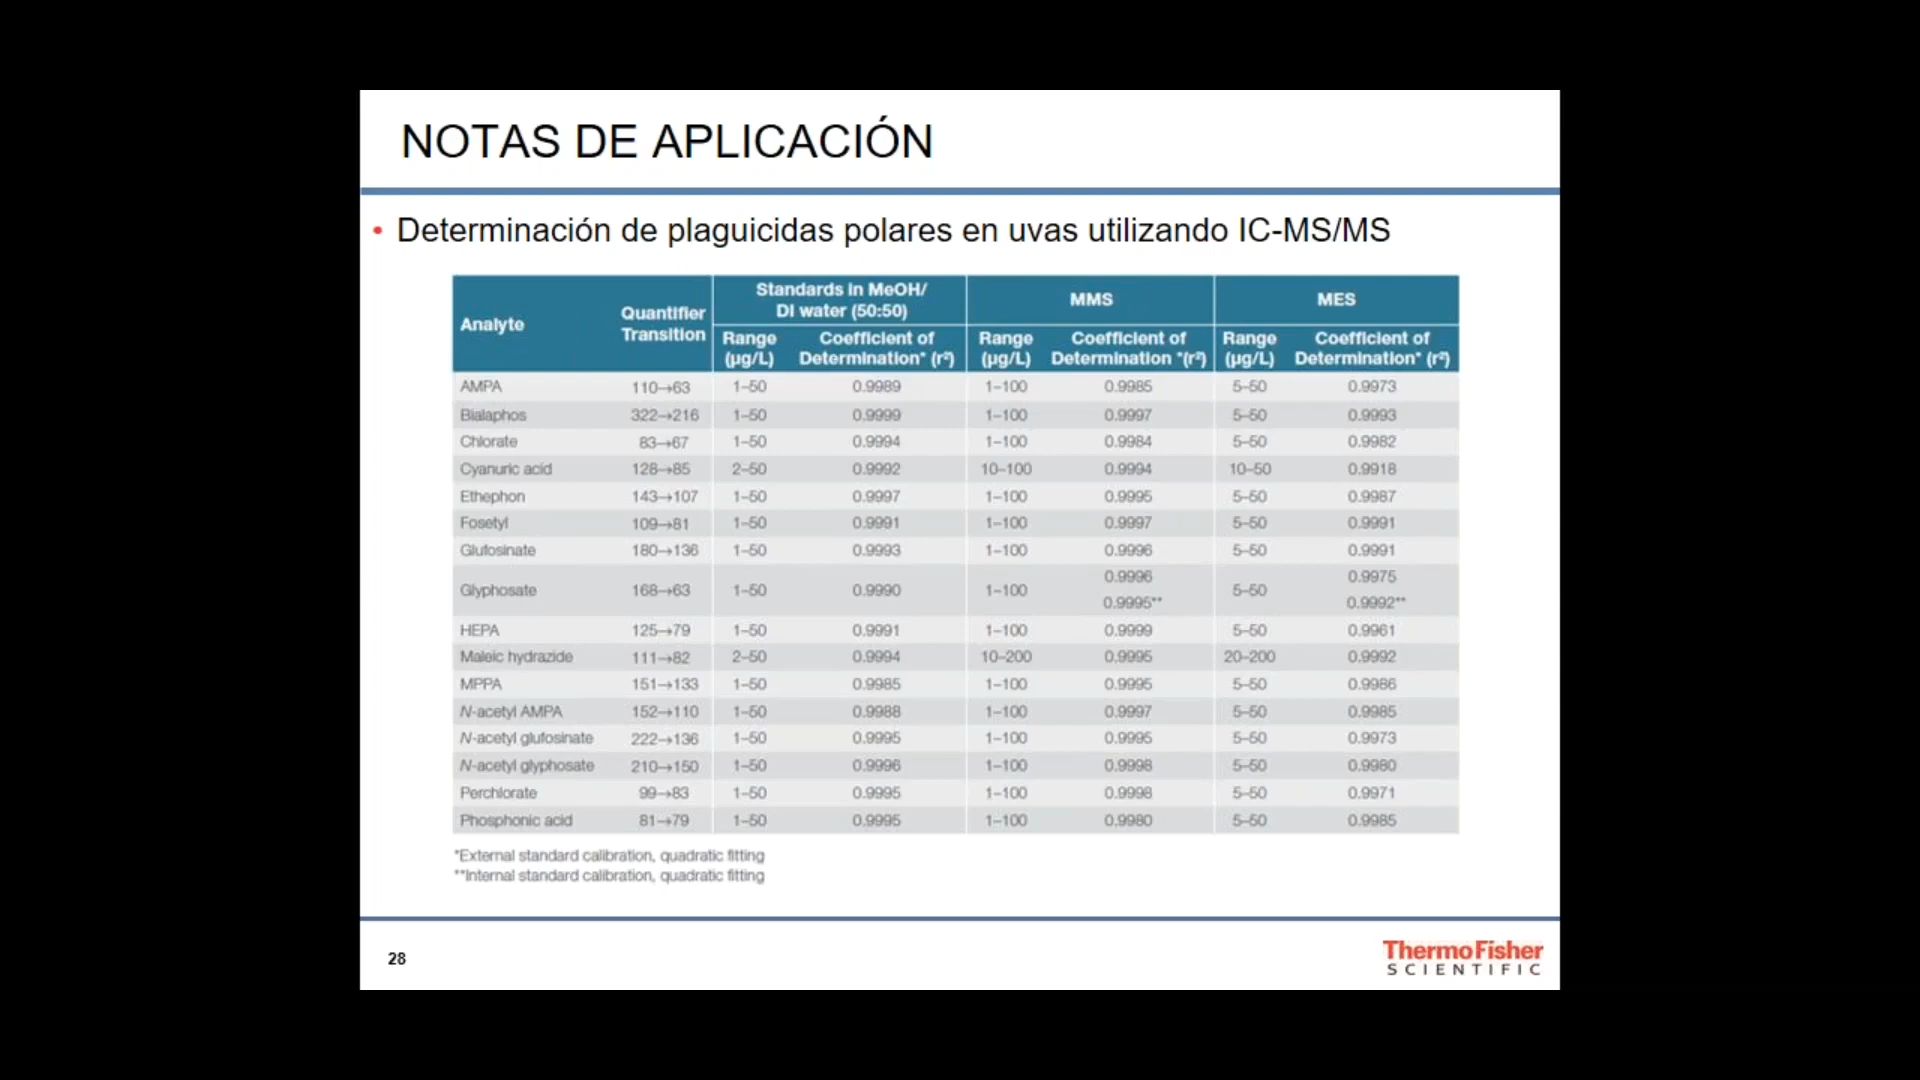 NOTAS DE APLICACIÓN
• Determinación de plaguicidas polares en uvas utilizando IC-MS/MS
Analyte Quantifier Transition Standards in MeOH/ DI water (50:50) MMS MES
Range (µg/L) Coefficient of Determination* (r²) Range (µg/L) Coefficient of Determination *(r²) Range (µg/L) Coefficient of Determination* (r²)
AMPA 110→63 1–50 0.9989 1–100 0.9985 5–50 0.9973
Bialaphos 322→216 1–50 0.9999 1–100 0.9997 5–50 0.9993
Chlorate 83→67 1–50 0.9994 1–100 0.9984 5–50 0.9982
Cyanuric acid 128→85 2–50 0.9992 10–100 0.9994 10–50 0.9918
Ethephon 143→107 1–50 0.9997 1–100 0.9995 5–50 0.9987
Fosetyl 109→81 1–50 0.9991 1–100 0.9997 5–50 0.9991
Glufosinate 180→136 1–50 0.9993 1–100 0.9996 5–50 0.9991
Glyphosate 168→63 1–50 0.9990 1–100 0.9996 0.9995** 5–50 0.9975 0.9992**
HEPA 125→79 1–50 0.9991 1–100 0.9999 5–50 0.9961
Maleic hydrazide 111→82 2–50 0.9994 10–200 0.9995 20–200 0.9992
MPPA 151→133 1–50 0.9985 1–100 0.9995 5–50 0.9986
N-acetyl AMPA 152→110 1–50 0.9988 1–100 0.9997 5–50 0.9985
N-acetyl glufosinate 222→136 1–50 0.9995 1–100 0.9995 5–50 0.9973
N-acetyl glyphosate 210→150 1–50 0.9996 1–100 0.9998 5–50 0.9980
Perchlorate 99→83 1–50 0.9995 1–100 0.9998 5–50 0.9971
Phosphonic acid 81→79 1–50 0.9995 1–100 0.9980 5–50 0.9985
*External standard calibration, quadratic fitting
**Internal standard calibration, quadratic fitting
28
ThermoFisher
SCIENTIFIC